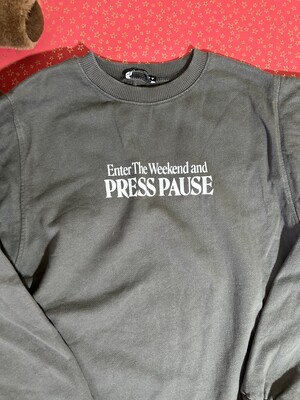 Enter The Weekend and
PRESS PAUSE